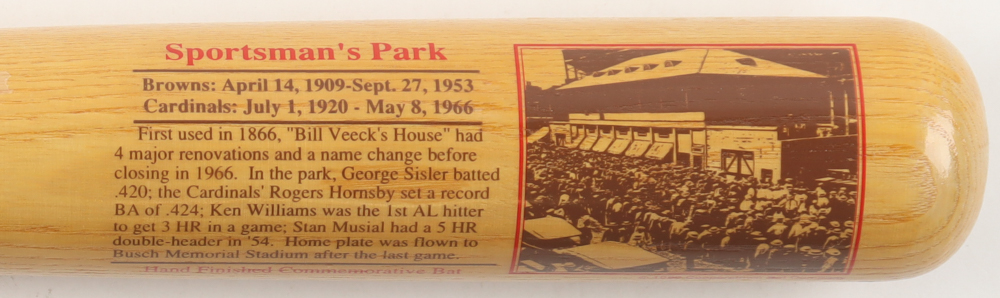 Sportsman's Park
Browns: April 14, 1909-Sept. 27, 1953
Cardinals: July 1, 1920 - May 8, 1966
First used in 1866, "Bill Veeck's House" had
4 major renovations and a name change before
closing in 1966. In the park, George Sisler batted
.420; the Cardinals' Rogers Hornsby set a record
BA of .424; Ken Williams was the 1st AL hitter
to get 3 HR in a game; Stan Musial had a 5 HR
double-header in '54. Home plate was flown to
Busch Memorial Stadium after the last game.
Hand Finished Commemorative Bat